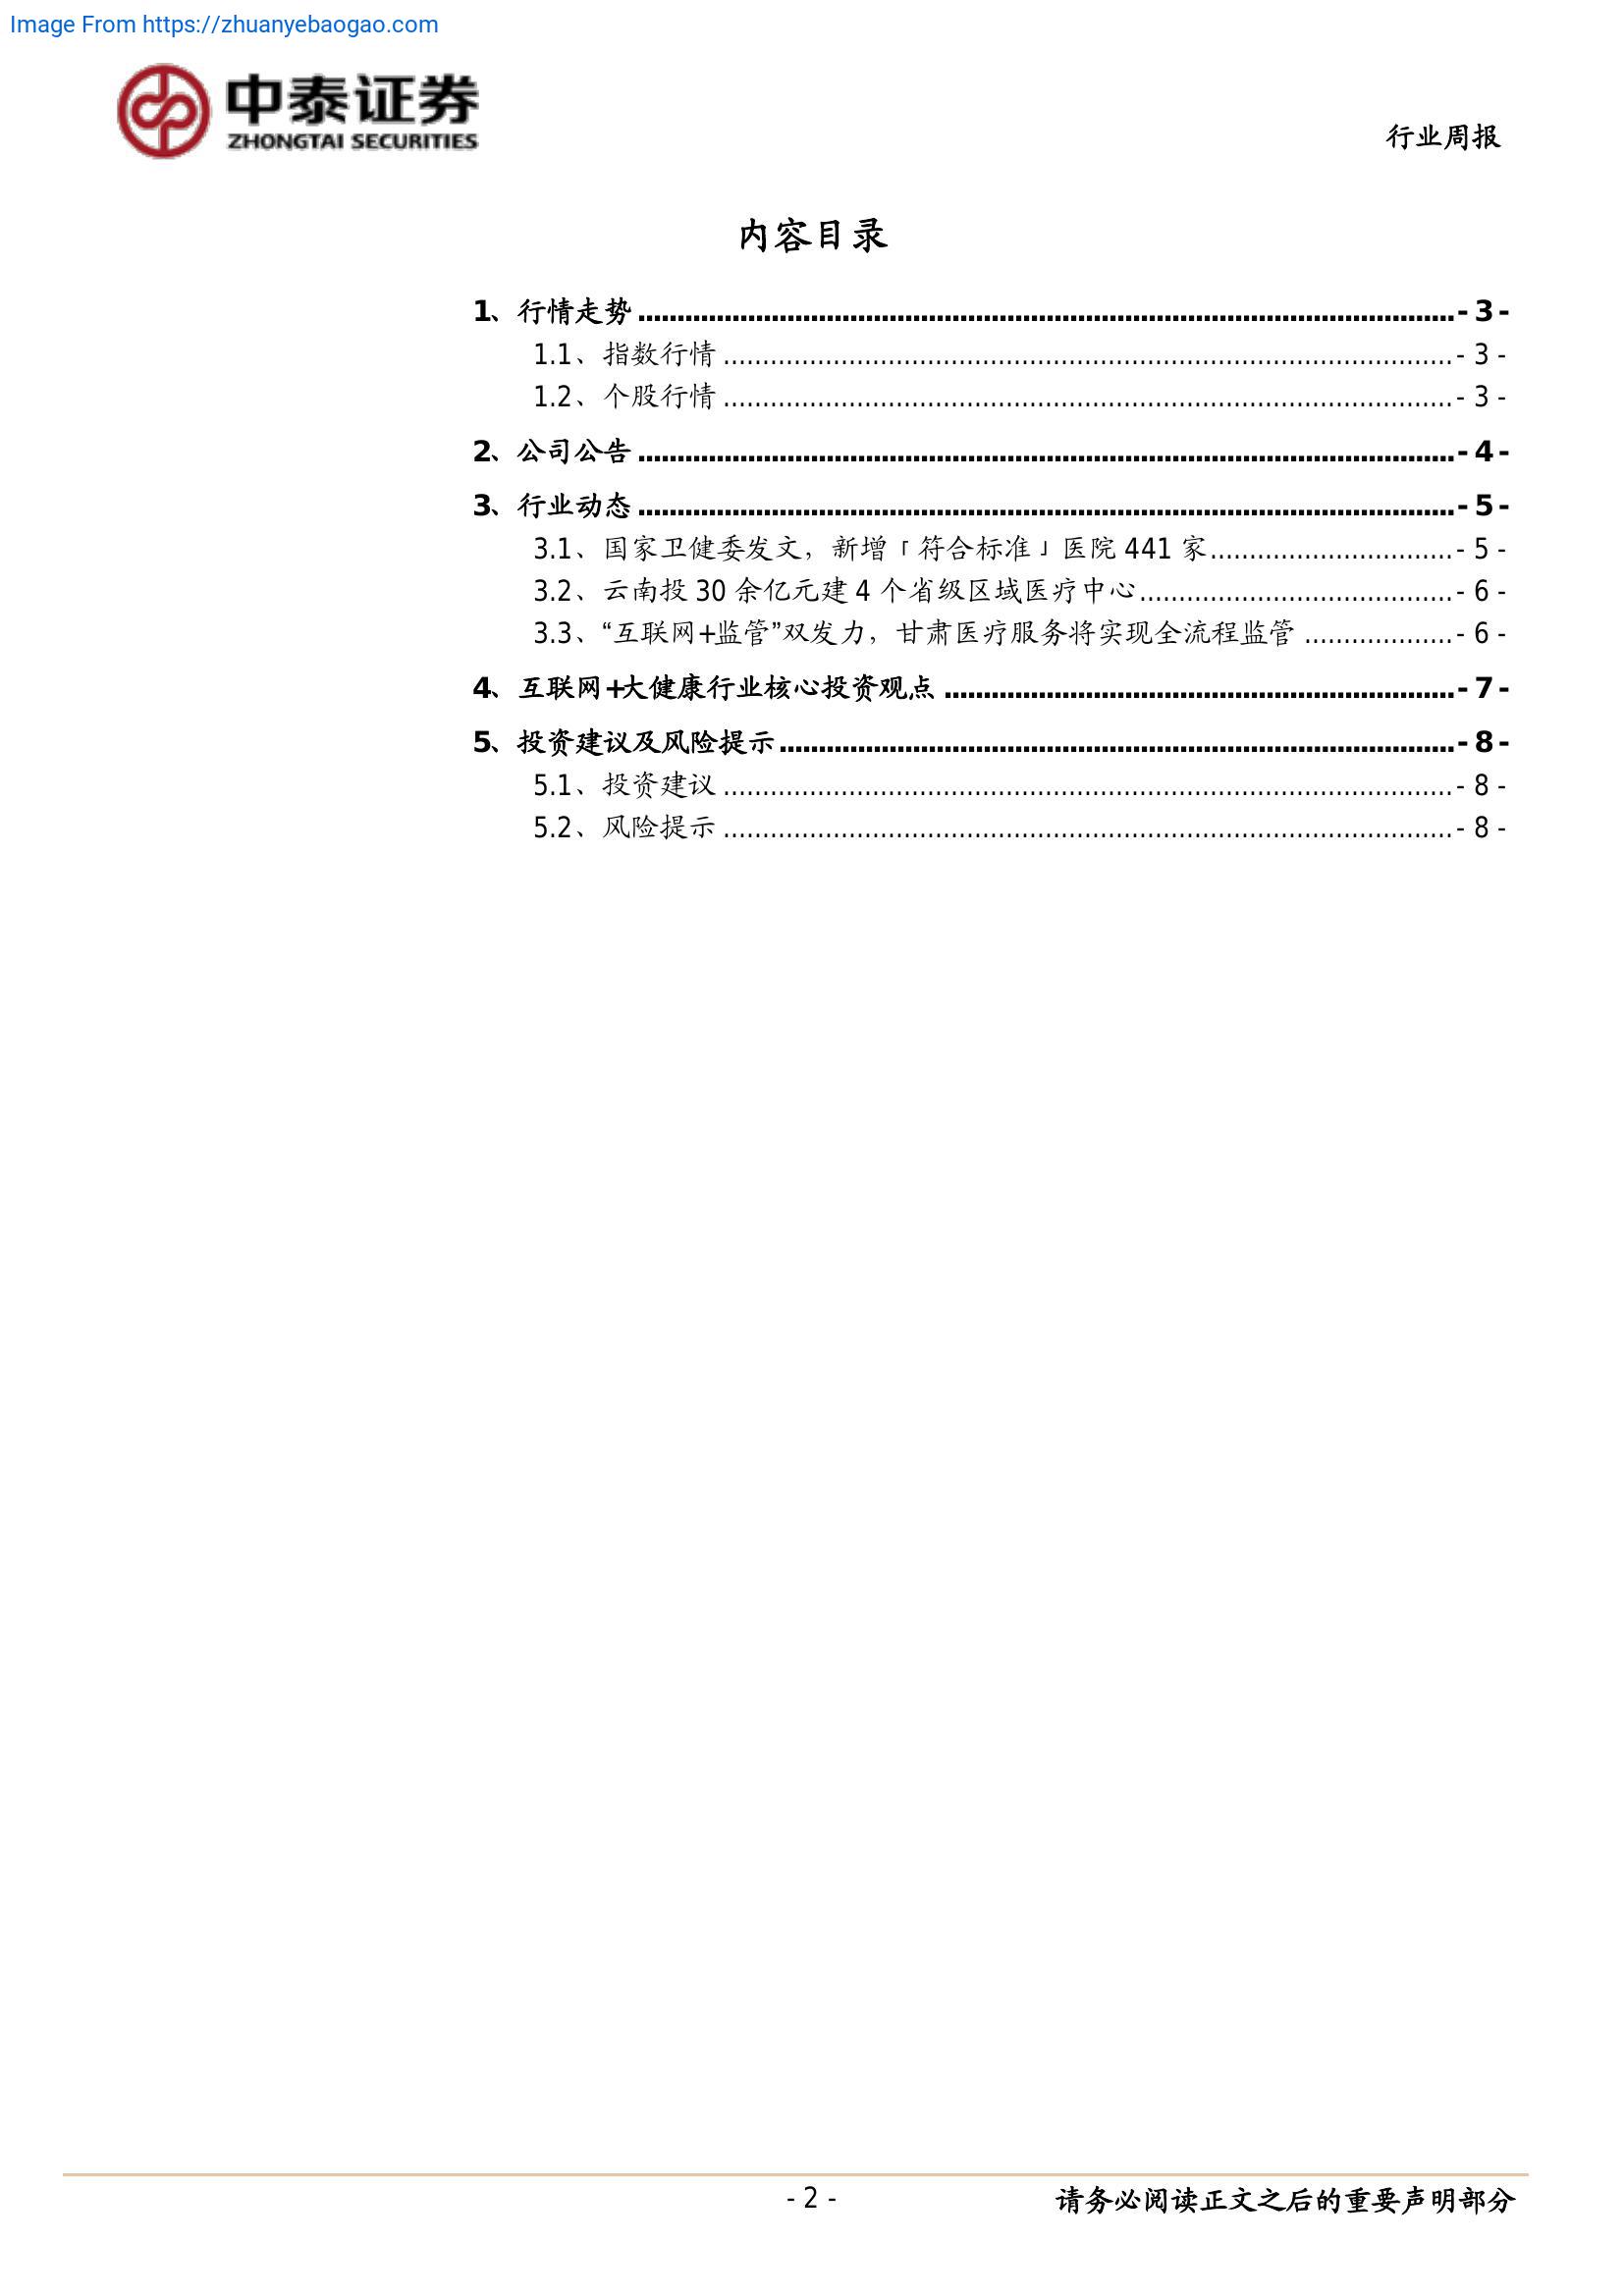 Image From https://zhuanyebaogao.com
中泰证券
ZHONGTAI SECURITIES
行业周报
内容目录
1、行情走势 - 3 -
1.1、指数行情 - 3 -
1.2、个股行情 - 3 -
2、公司公告 - 4 -
3、行业动态 - 5 -
3.1、国家卫健委发文，新增「符合标准」医院 441 家 - 5 -
3.2、云南投 30 余亿元建 4 个省级区域医疗中心 - 6 -
3.3、“互联网+监管”双发力，甘肃医疗服务将实现全流程监管 - 6 -
4、互联网+大健康行业核心投资观点 - 7 -
5、投资建议及风险提示 - 8 -
5.1、投资建议 - 8 -
5.2、风险提示 - 8 -
- 2 -
请务必阅读正文之后的重要声明部分